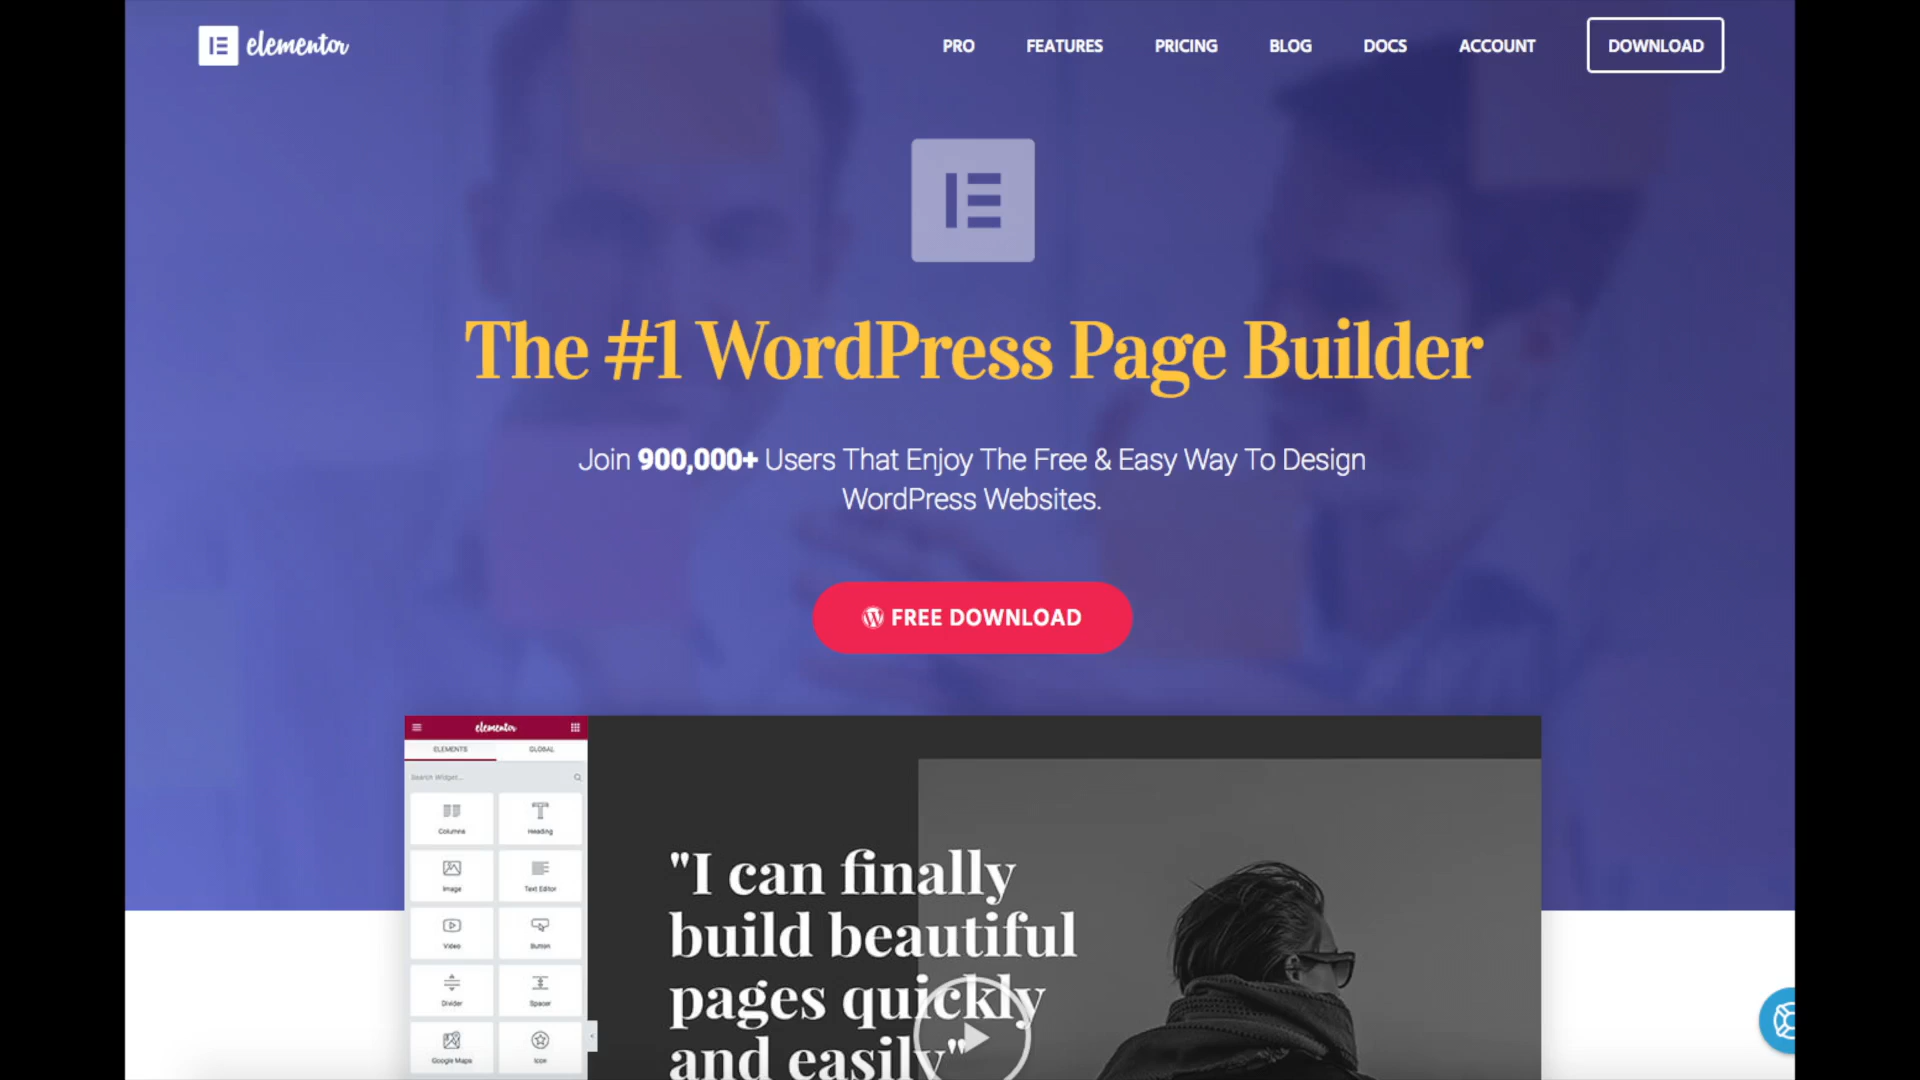 elementor
PRO
FEATURES
PRICING
BLOG
DOCS
ACCOUNT
DOWNLOAD
The #1 WordPress Page Builder
Join 900,000+ Users That Enjoy The Free & Easy Way To Design
WordPress Websites.
FREE DOWNLOAD
elementor
ELEMENTS
GLOBAL
Search Widget...
Columns
Heading
Image
Text Editor
Video
Button
Divider
Spacer
Google Maps
Icon
"I can finally
build beautiful
pages quickly
and easily"